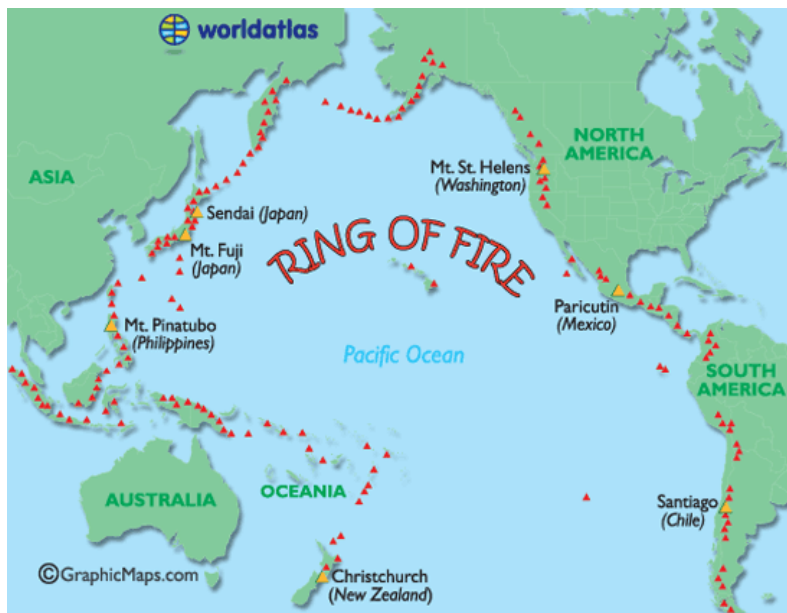 worldatlas
NORTH
AMERICA
Mt. St. Helens
(Washington)
ASIA
Sendai (Japan)
RING OF FIRE
Mt. Fuji
(Japan)
Paricutin
(Mexico)
Mt. Pinatubo
(Philippines)
Pacific Ocean
SOUTH
AMERICA
AUSTRALIA
OCEANIA
Santiago
(Chile)
©GraphicMaps.com
Christchurch
(New Zealand)